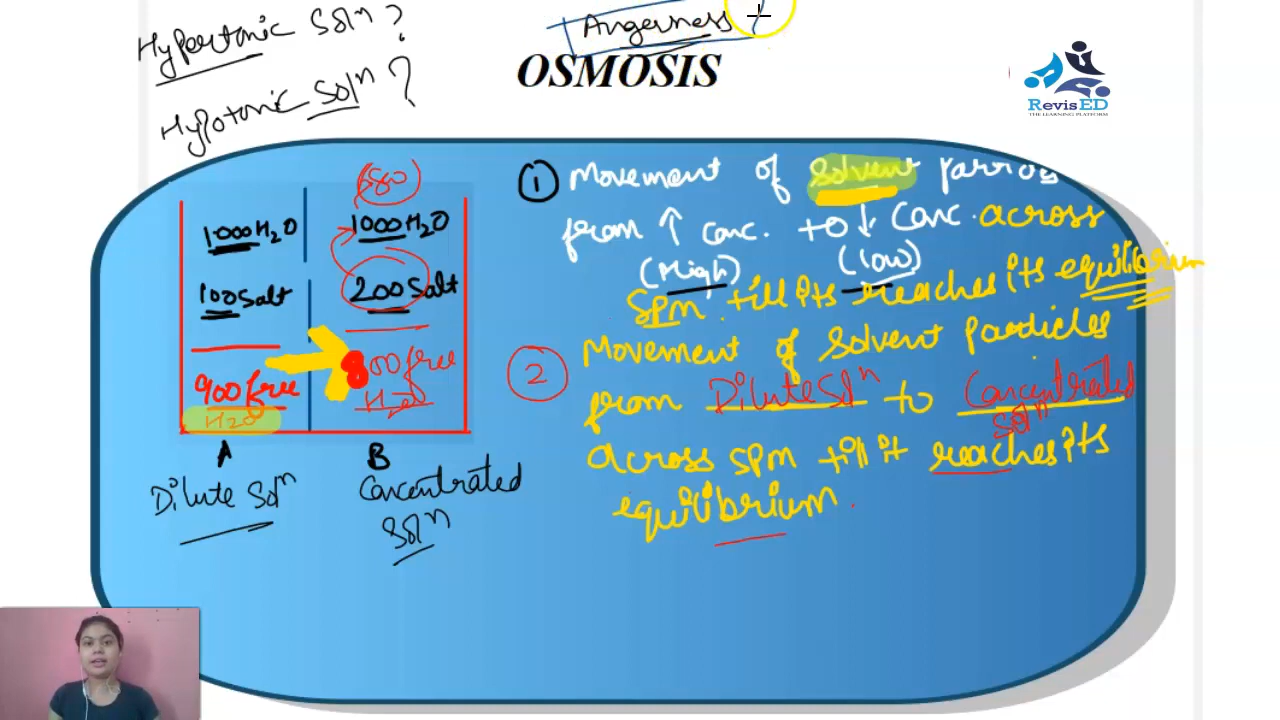 Hypertonic Solⁿ ?
Hypotonic Solⁿ ?
Angerness
OSMOSIS
RevisED
THE LEARNING PLATFORM
1000 H₂O
100 Salt
900 free
H₂O
A
Dilute Solⁿ
1000 H₂O
200 Salt
800 free
H₂O
B
Concentrated
Solⁿ
① Movement of Solvent
from ↑ Conc. to ↓ Conc. across
(High) (low)
SPM till its reaches its equilibrium
② Movement of Solvent Particles
from Dilute Solⁿ to Concentrated
Solⁿ
across SPM till it reaches its
equilibrium.